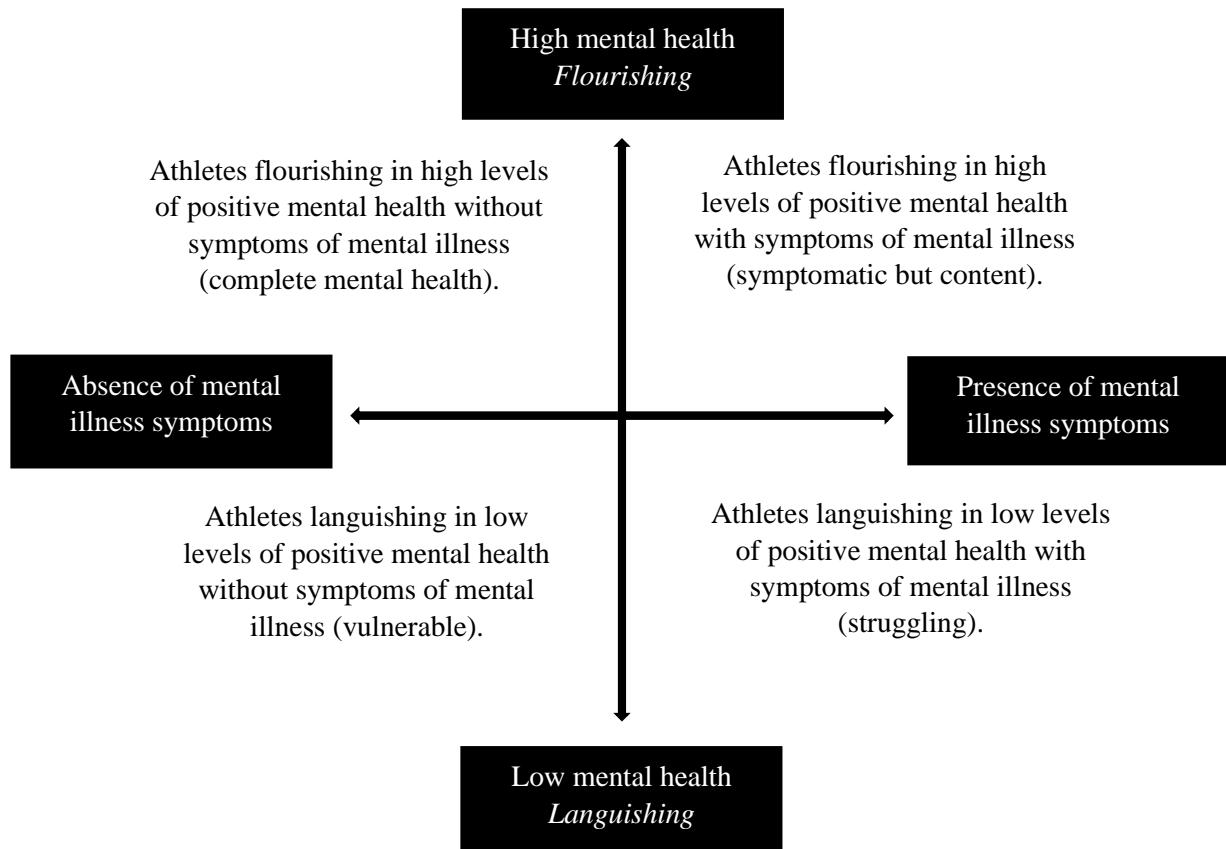 High mental health
Flourishing
Athletes flourishing in high levels
of positive mental health without
symptoms of mental illness
(complete mental health).
Athletes flourishing in high
levels of positive mental health
with symptoms of mental illness
(symptomatic but content).
Absence of mental
illness symptoms
Presence of mental
illness symptoms
Athletes languishing in low
levels of positive mental health
without symptoms of mental
illness (vulnerable).
Athletes languishing in low levels
of positive mental health with
symptoms of mental illness
(struggling).
Low mental health
Languishing